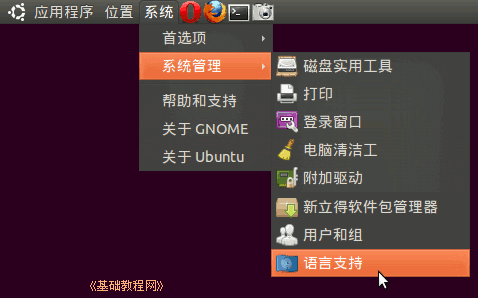 应用程序 位置 系统
首选项
系统管理
帮助和支持
关于 GNOME
关于 Ubuntu
磁盘实用工具
打印
登录窗口
电脑清洁工
附加驱动
新立得软件包管理器
用户和组
语言支持
《基础教程网》